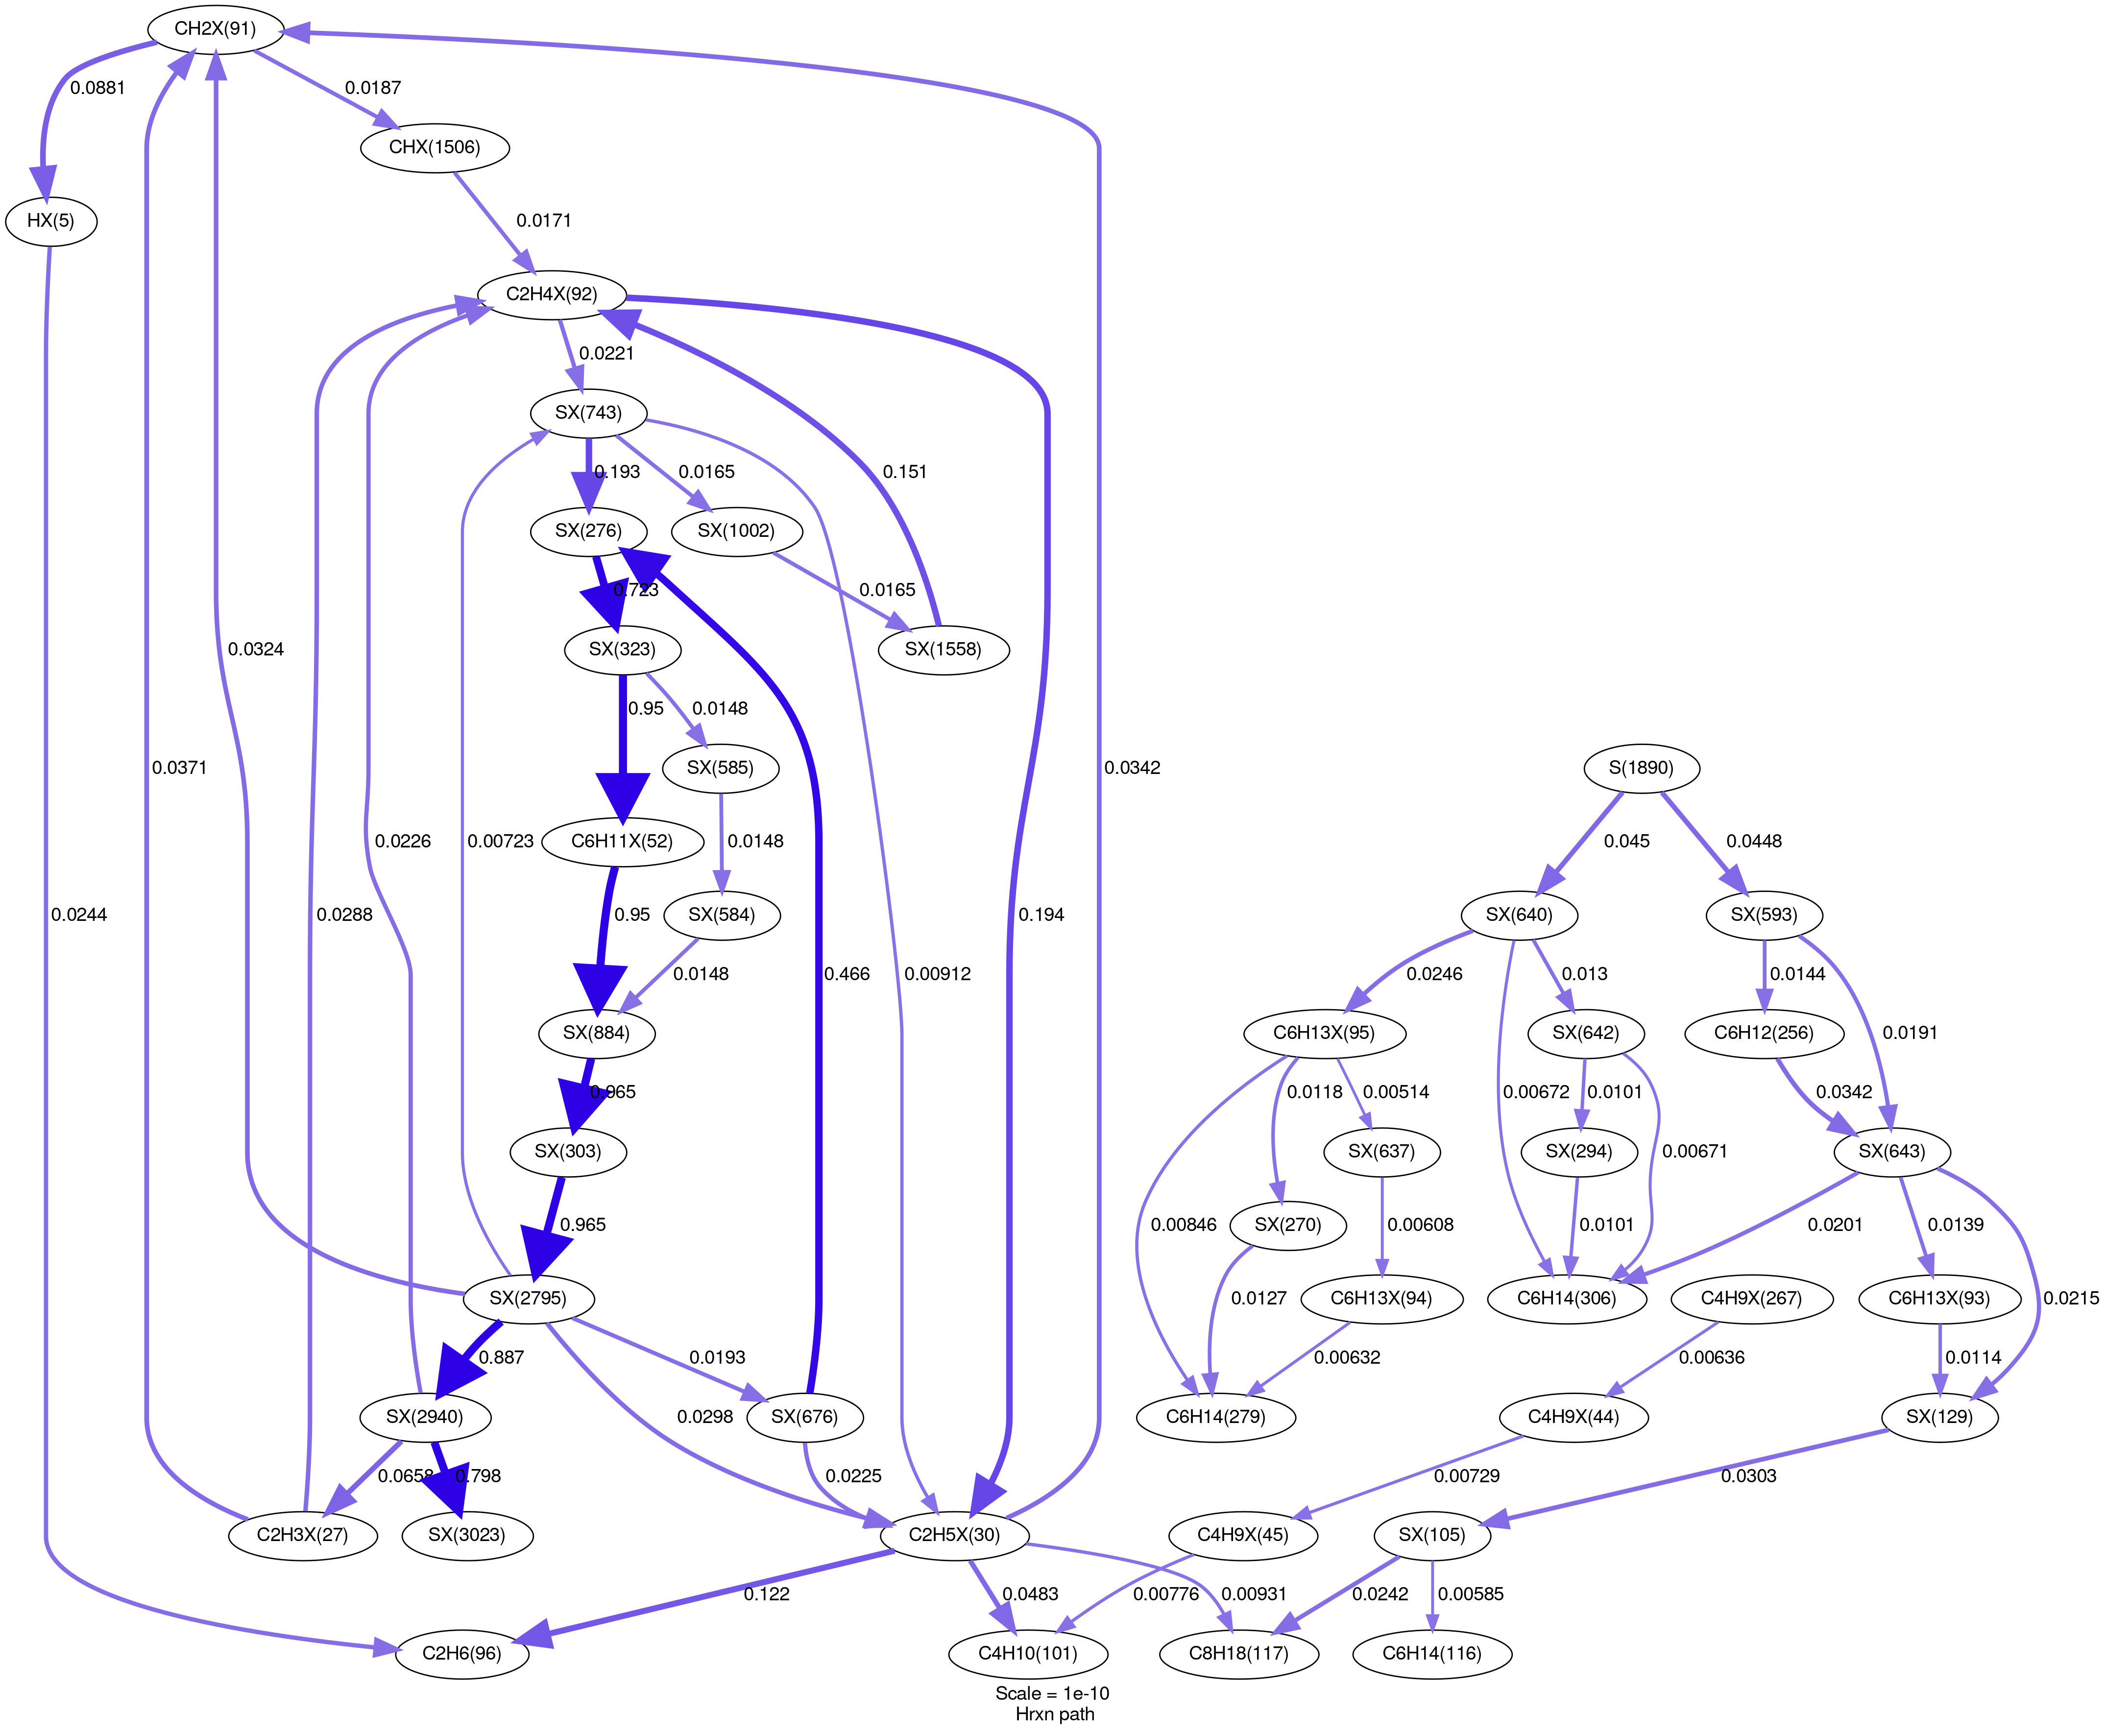 CH2X(91)
0.0881
0.0187
CHX(1506)
HX(5)
0.0171
C2H4X(92)
0.0221
SX(743)
0.193
0.0165
0.151
SX(276)
SX(1002)
0.723
0.0165
0.0324
SX(323)
SX(1558)
0.95
0.0148
0.0371
0.00723
SX(585)
0.0342
S(1890)
0.0226
C6H11X(52)
0.0148
0.045
0.0448
0.0244
0.0288
0.95
SX(584)
0.466
0.194
SX(640)
SX(593)
0.0148
0.00912
0.0246
0.013
0.0144
SX(884)
C6H13X(95)
SX(642)
C6H12(256)
0.0191
0.965
0.0118
0.00514
0.00672
0.0101
0.0342
SX(303)
SX(637)
SX(294)
0.00671
SX(643)
0.965
0.00846
SX(270)
0.00608
0.0101
0.0201
0.0139
SX(2795)
0.0127
C6H13X(94)
C6H14(306)
C4H9X(267)
C6H13X(93)
0.0215
0.887
0.0193
0.00632
0.00636
0.0114
SX(2940)
0.0298
SX(676)
C6H14(279)
C4H9X(44)
SX(129)
0.0658
0.798
0.0225
0.00729
0.0303
C2H3X(27)
SX(3023)
C2H5X(30)
C4H9X(45)
SX(105)
0.122
0.0483
0.00776
0.00931
0.0242
0.00585
C2H6(96)
C4H10(101)
C8H18(117)
C6H14(116)
Scale = 1e-10
Hrxn path